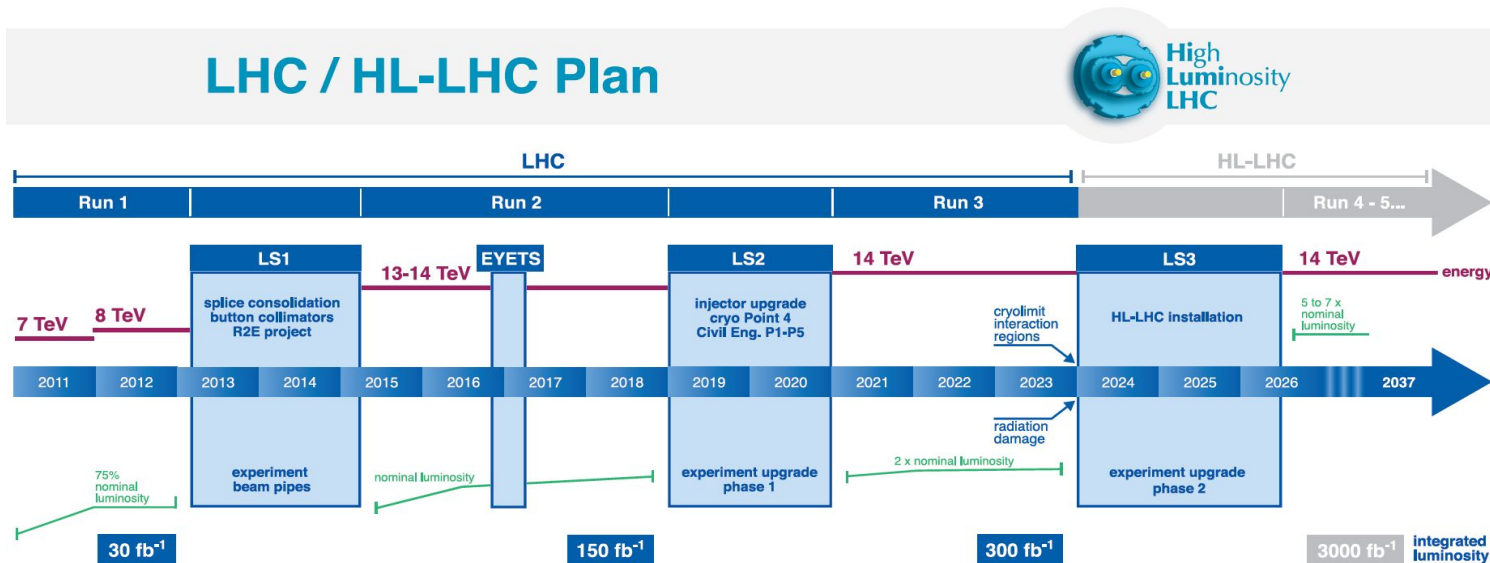 LHC / HL-LHC Plan
High
Luminosity
LHC
LHC
HL-LHC
Run 1
Run 2
Run 3
Run 4 - 5...
LS1
EYETS
LS2
LS3
13-14 TeV
14 TeV
14 TeV
energy
7 TeV
8 TeV
splice consolidation
button collimators
R2E project
injector upgrade
cryo Point 4
Civil Eng. P1-P5
cryolimit
interaction
regions
HL-LHC installation
5 to 7 x
nominal
luminosity
2011
2012
2013
2014
2015
2016
2017
2018
2019
2020
2021
2022
2023
2024
2025
2026
2037
radiation
damage
75%
nominal
luminosity
experiment
beam pipes
nominal luminosity
experiment upgrade
phase 1
2 x nominal luminosity
experiment upgrade
phase 2
30 fb⁻¹
150 fb⁻¹
300 fb⁻¹
3000 fb⁻¹
integrated
luminosity